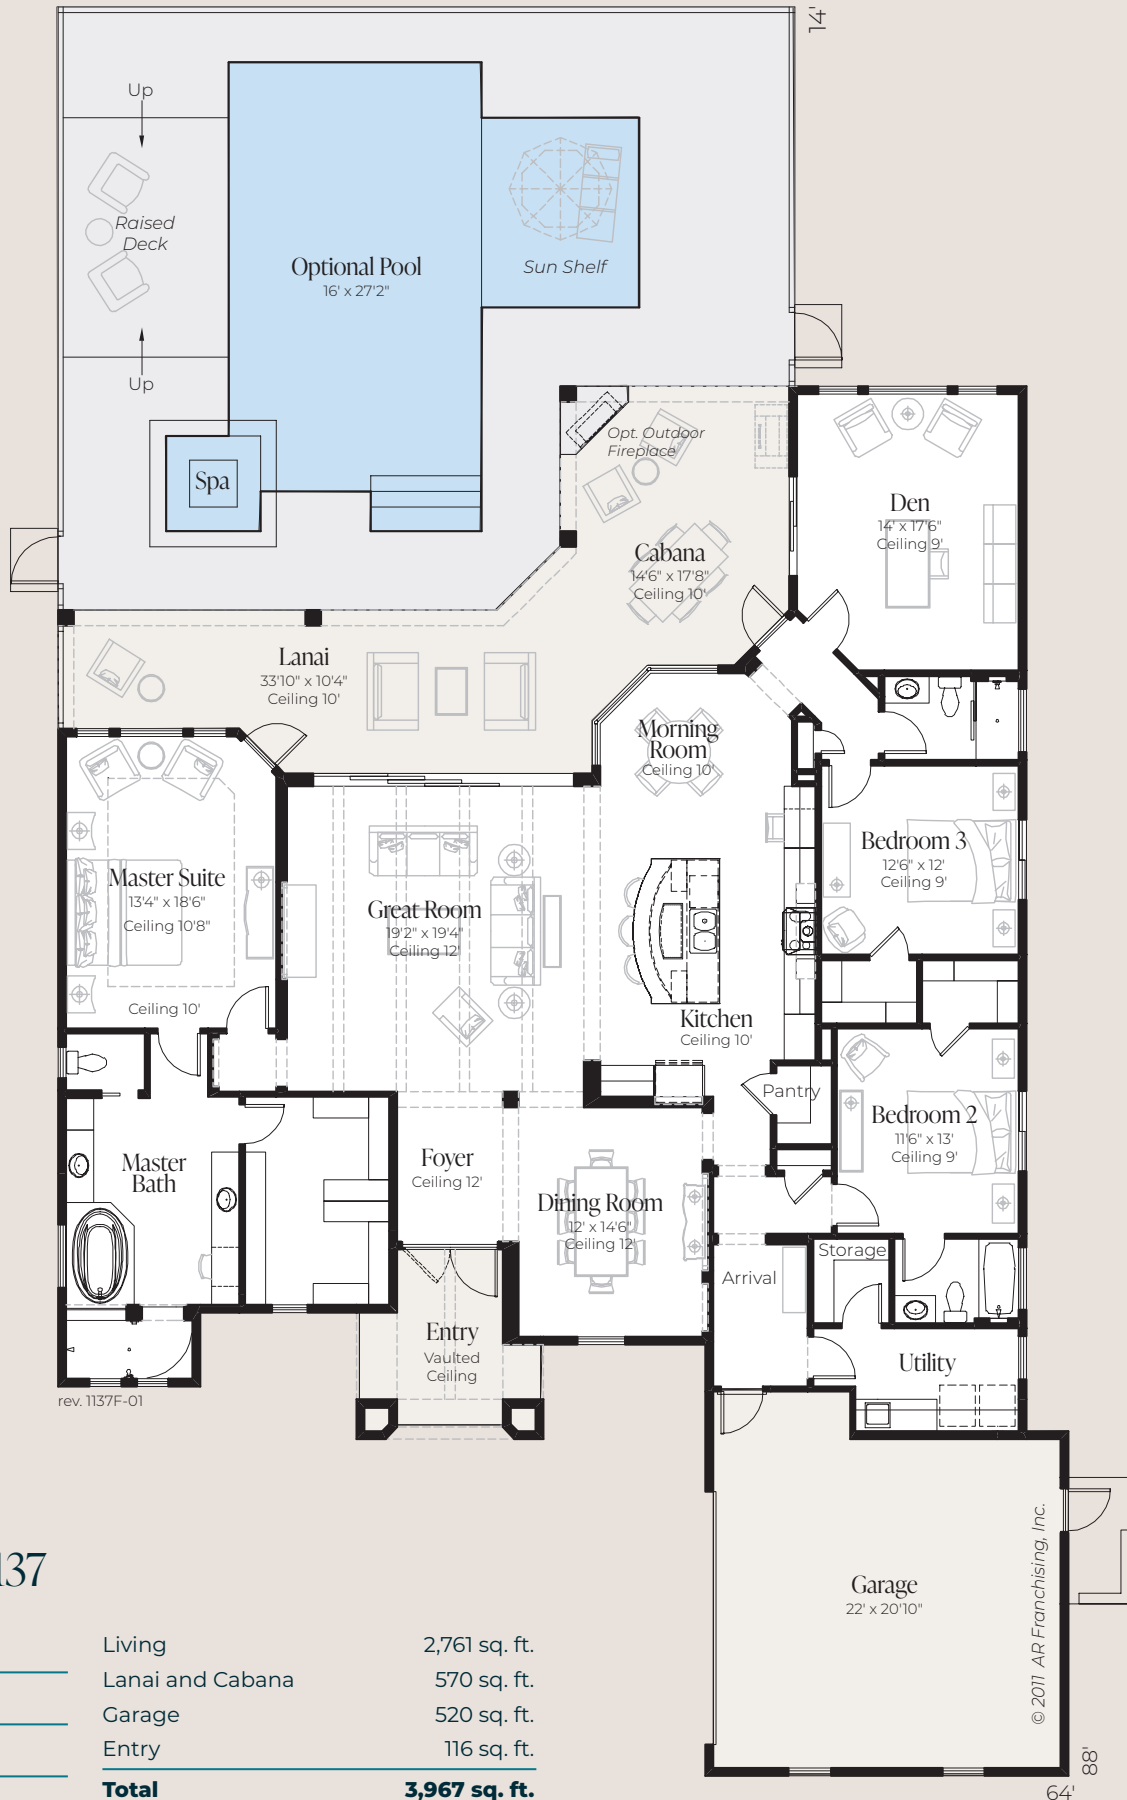 14'
Up
Raised
Deck
Optional Pool
16' x 27'2"
Sun Shelf
Up
Spa
Opt. Outdoor
Fireplace
Den
14' x 17'6"
Ceiling 9'
Cabana
14'6" x 17'8"
Ceiling 10'
Lanai
33'10" x 10'4"
Ceiling 10'
Morning
Room
Ceiling 10'
Bedroom 3
12'6" x 12'
Ceiling 9'
Master Suite
13'4" x 18'6"
Ceiling 10'8"
Ceiling 10'
Great Room
19'2" x 19'4"
Ceiling 12'
Kitchen
Ceiling 10'
Pantry
Bedroom 2
11'6" x 13'
Ceiling 9'
Master
Bath
Foyer
Ceiling 12'
Dining Room
12' x 14'6"
Ceiling 12'
Storage
Arrival
Entry
Vaulted
Ceiling
Utility
rev. 1137F-01
Garage
22' x 20'10"
© 2011 AR Franchising, Inc.
88'
64'
137
Living 2,761 sq. ft.
Lanai and Cabana 570 sq. ft.
Garage 520 sq. ft.
Entry 116 sq. ft.
Total 3,967 sq. ft.